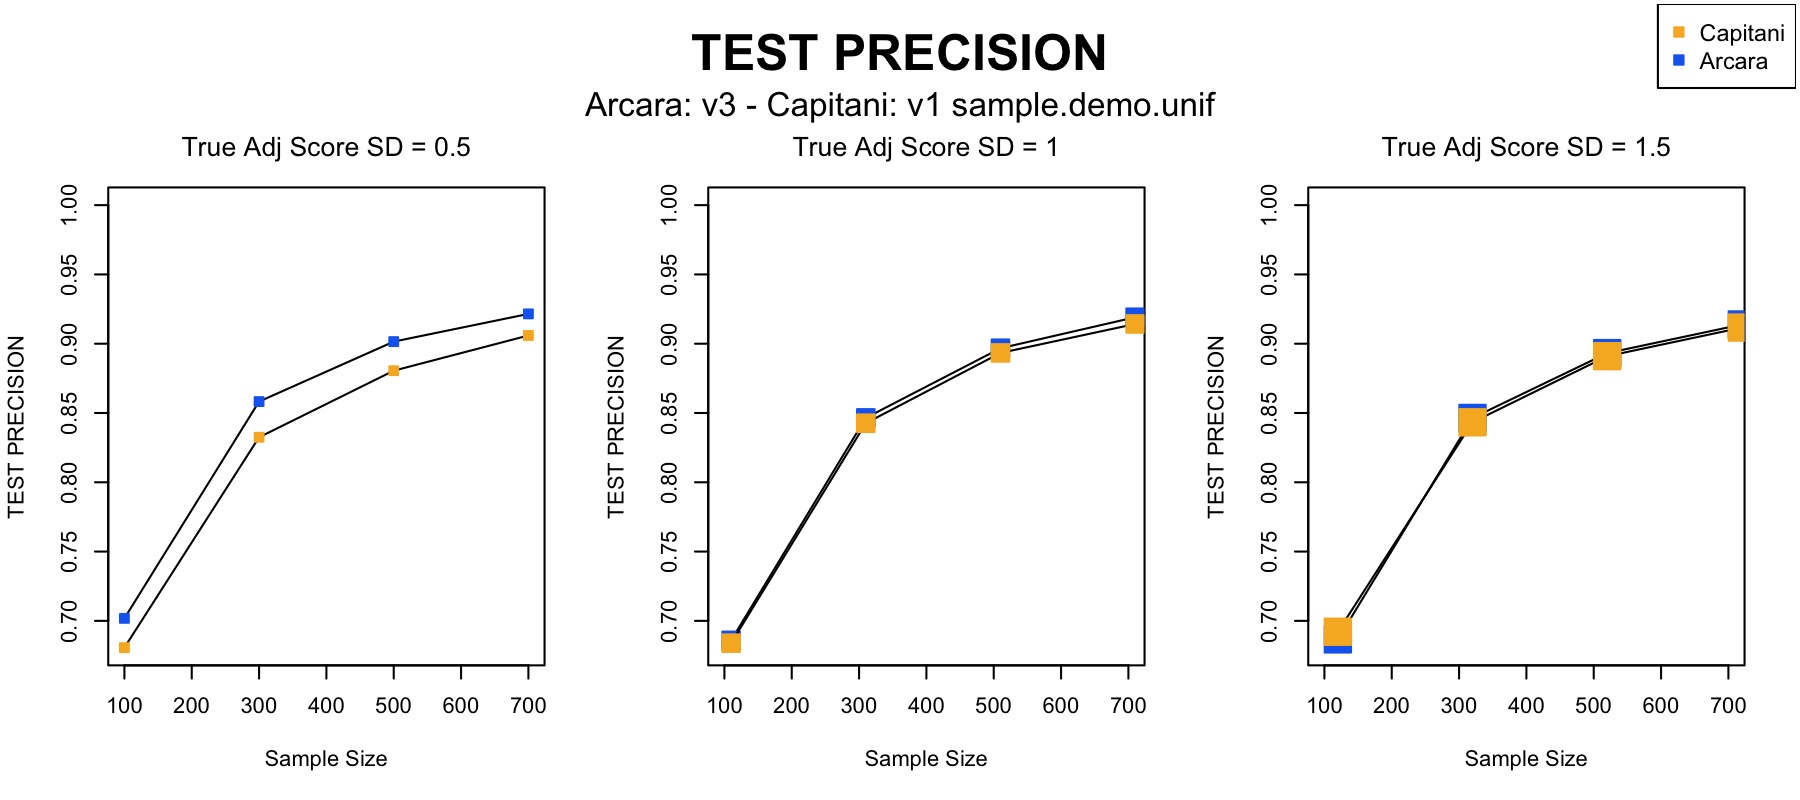 TEST PRECISION
Arcara: v3 - Capitani: v1 sample.demo.unif
Capitani
Arcara
True Adj Score SD = 0.5
TEST PRECISION
1.00
0.95
0.90
0.85
0.80
0.75
0.70
100 200 300 400 500 600 700
Sample Size
True Adj Score SD = 1
TEST PRECISION
1.00
0.95
0.90
0.85
0.80
0.75
0.70
100 200 300 400 500 600 700
Sample Size
True Adj Score SD = 1.5
TEST PRECISION
1.00
0.95
0.90
0.85
0.80
0.75
0.70
100 200 300 400 500 600 700
Sample Size